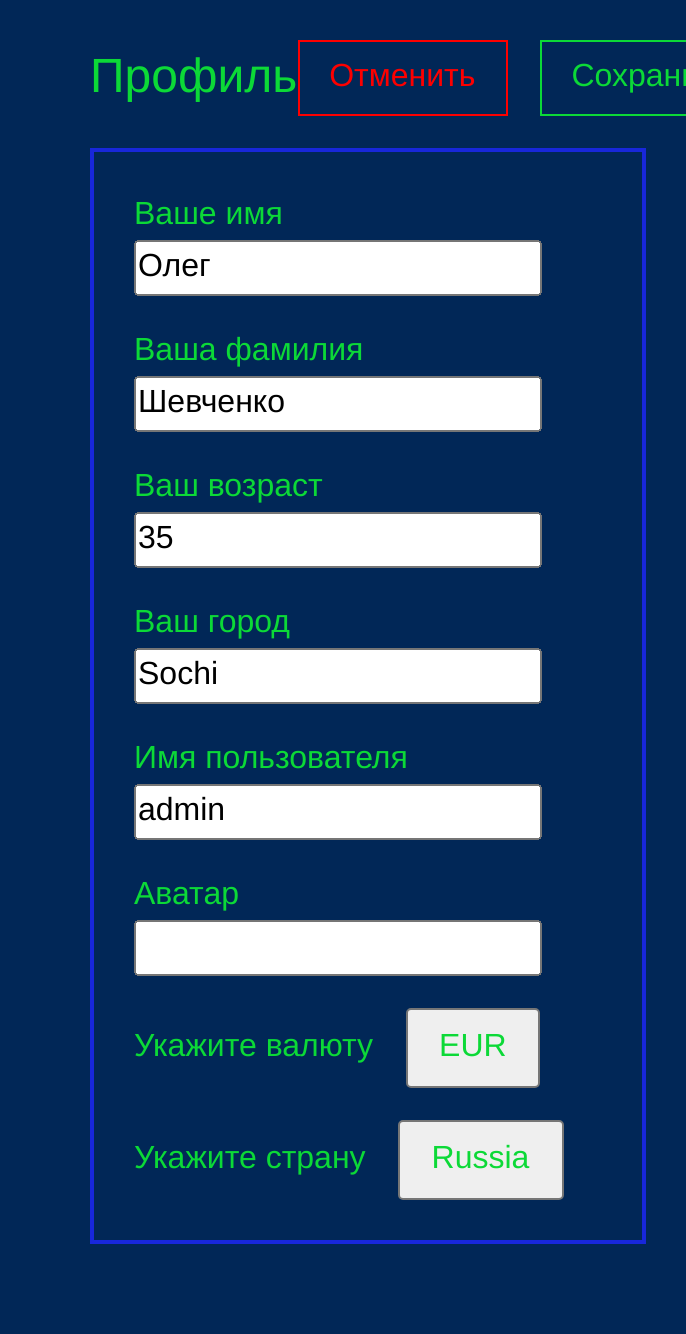 Профиль Отменить Сохран
Ваше имя
Олег
Ваша фамилия
Шевченко
Ваш возраст
35
Ваш город
Sochi
Имя пользователя
admin
Аватар
Укажите валюту EUR
Укажите страну Russia